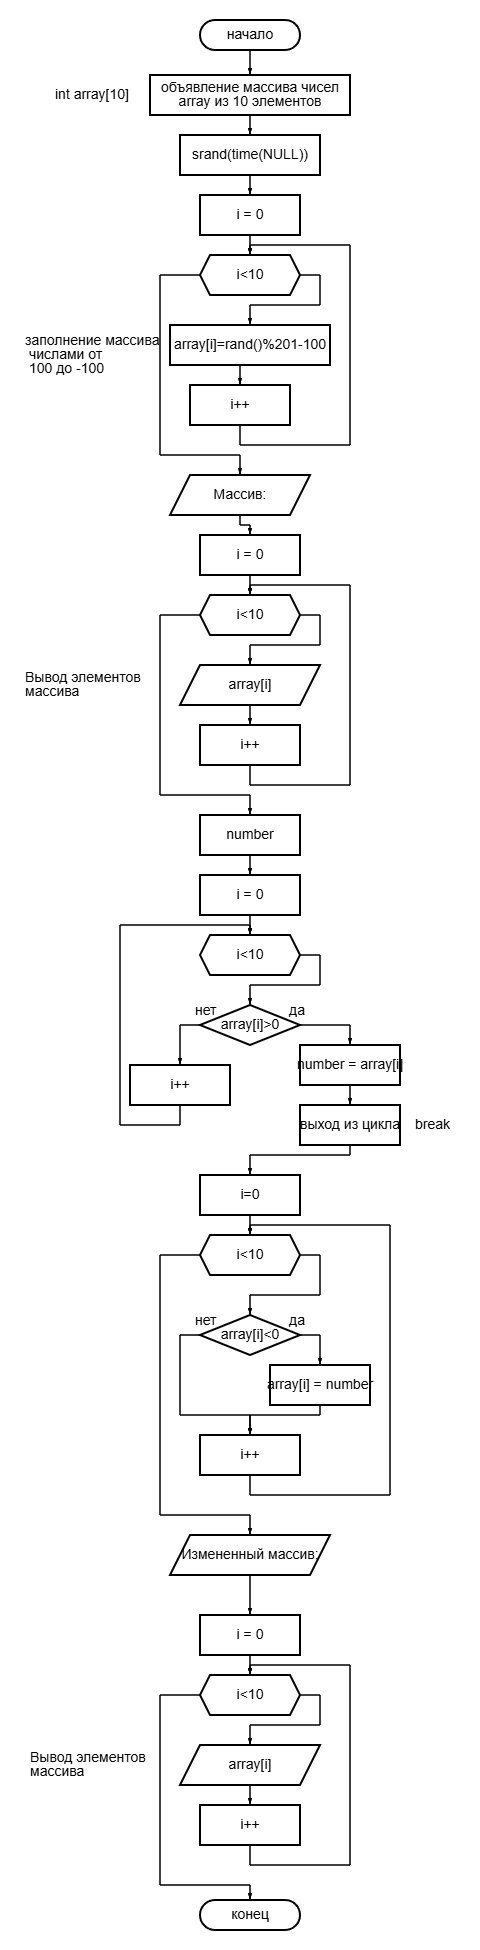 начало
int array[10]
объявление массива чисел
array из 10 элементов
srand(time(NULL))
i = 0
i<10
заполнение массива
числами от
100 до -100
array[i]=rand()%201-100
i++
Массив:
i = 0
i<10
Вывод элементов
массива
array[i]
i++
number
i = 0
i<10
нет
да
array[i]>0
number = array[i]
i++
выход из цикла
break
i=0
i<10
нет
да
array[i]<0
array[i] = number
i++
Измененный массив:
i = 0
i<10
Вывод элементов
массива
array[i]
i++
конец